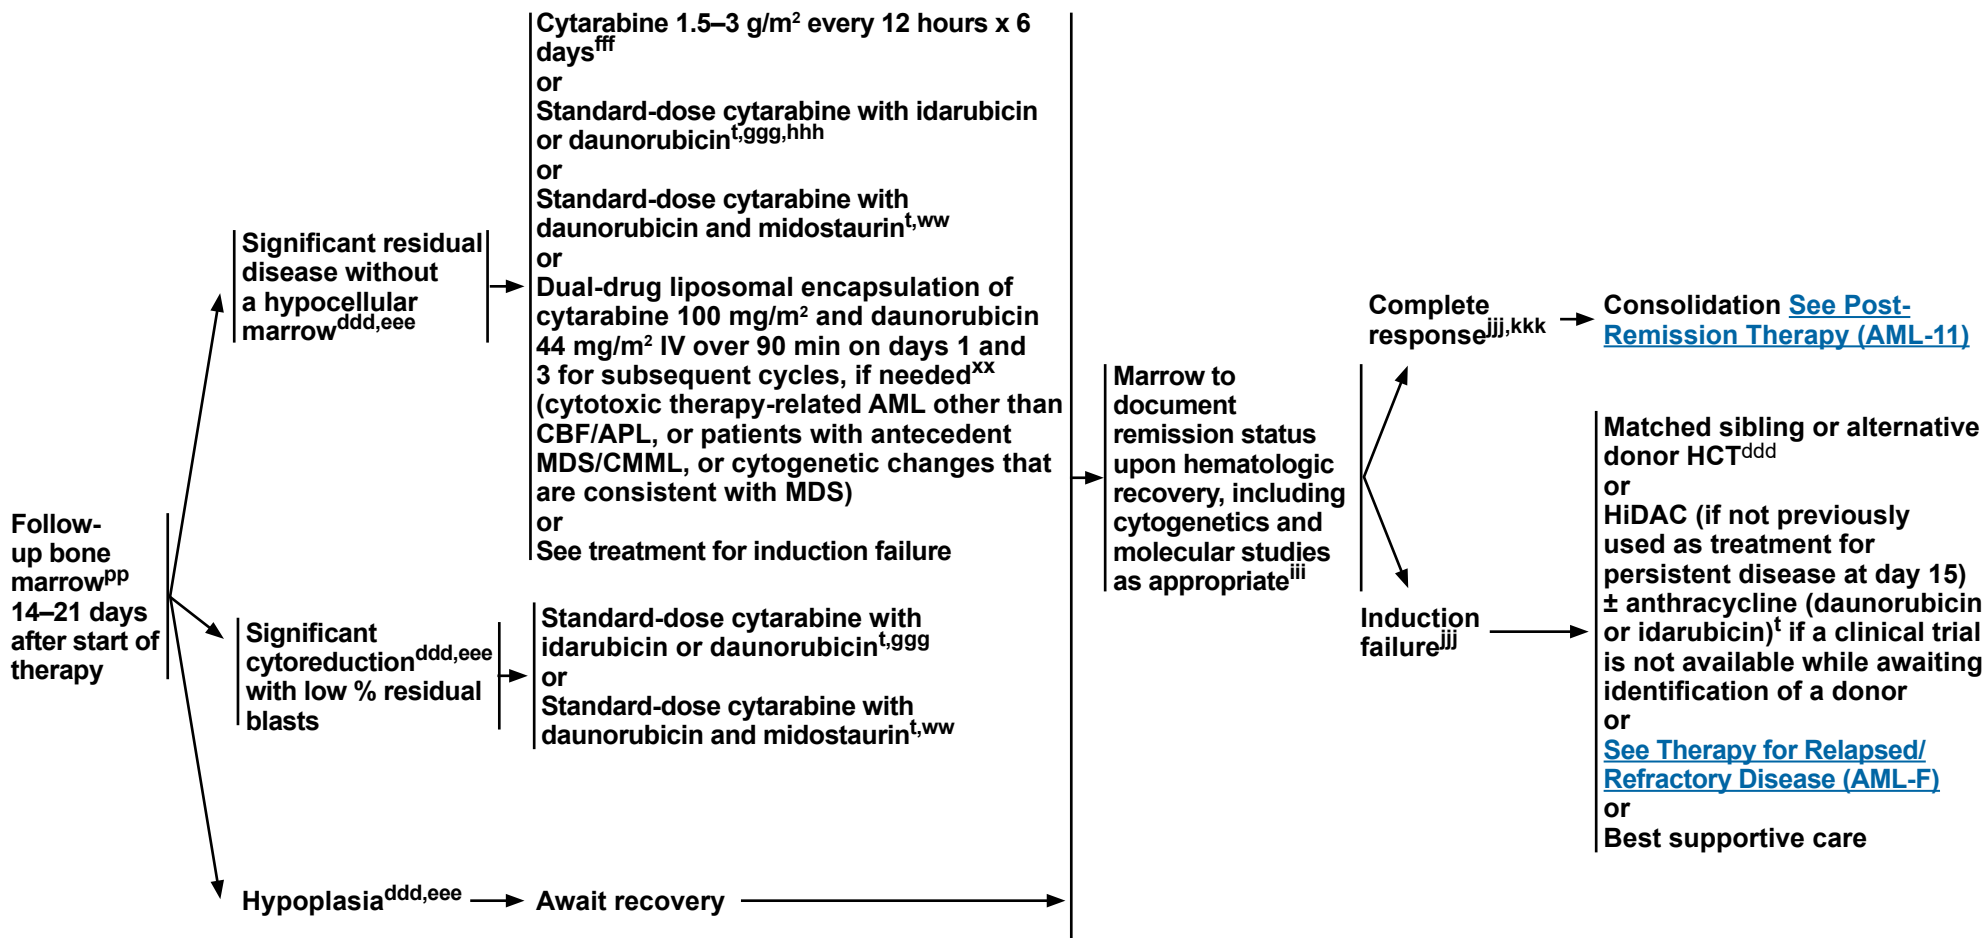 Follow-
up bone
marrowpp
14–21 days
after start of
therapy
Significant residual
disease without
a hypocellular
marrowddd,eee
Cytarabine 1.5–3 g/m² every 12 hours x 6
daysfff
or
Standard-dose cytarabine with idarubicin
or daunorubicint,ggg,hhh
or
Standard-dose cytarabine with
daunorubicin and midostaurint,ww
or
Dual-drug liposomal encapsulation of
cytarabine 100 mg/m² and daunorubicin
44 mg/m² IV over 90 min on days 1 and
3 for subsequent cycles, if neededxx
(cytotoxic therapy-related AML other than
CBF/APL, or patients with antecedent
MDS/CMML, or cytogenetic changes that
are consistent with MDS)
or
See treatment for induction failure
Significant
cytoreductionddd,eee
with low % residual
blasts
Standard-dose cytarabine with
idarubicin or daunorubicint,ggg
or
Standard-dose cytarabine with
daunorubicin and midostaurint,ww
Hypoplasiaddd,eee
Await recovery
Marrow to
document
remission status
upon hematologic
recovery, including
cytogenetics and
molecular studies
as appropriateiii
Complete
responsejjj,kkk
Consolidation See Post-
Remission Therapy (AML-11)
Induction
failurejjj
Matched sibling or alternative
donor HCTddd
or
HiDAC (if not previously
used as treatment for
persistent disease at day 15)
± anthracycline (daunorubicin
or idarubicin)t if a clinical trial
is not available while awaiting
identification of a donor
or
See Therapy for Relapsed/
Refractory Disease (AML-F)
or
Best supportive care